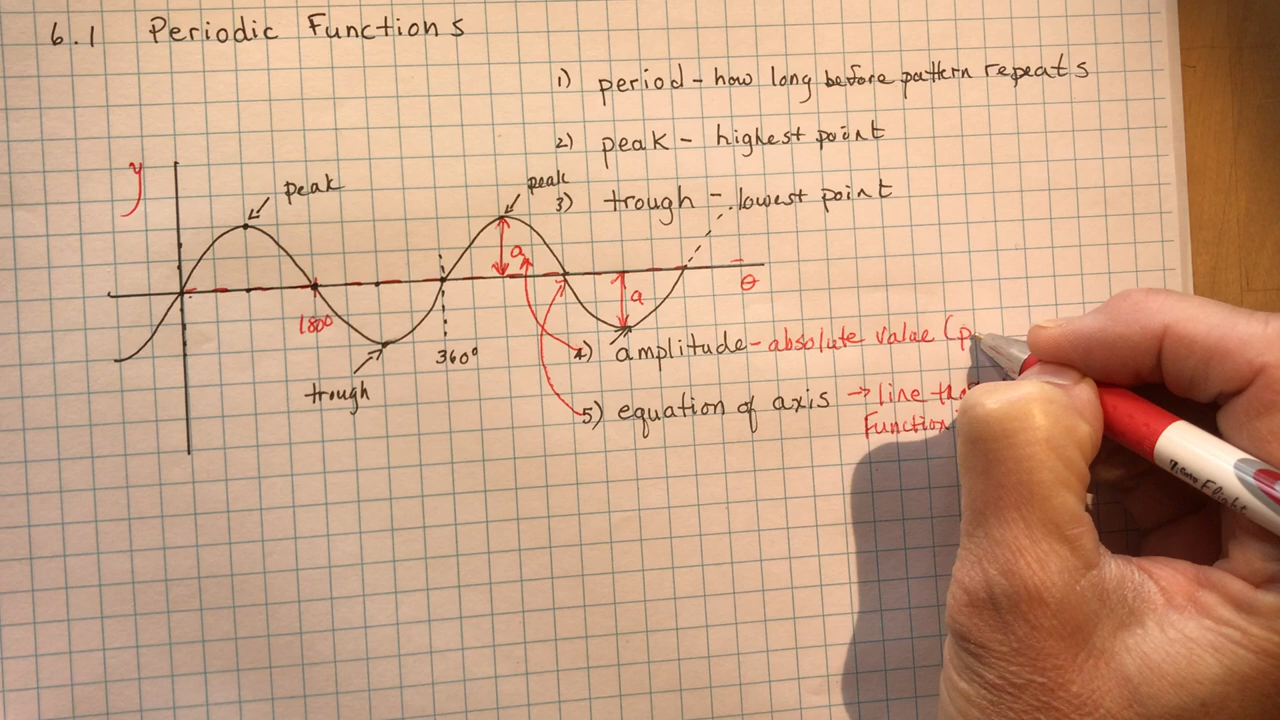 6.1 Periodic Functions
1) period - how long before pattern repeats
2) peak - highest point
3) trough - lowest point
y
peak
peak
a
θ
180°
a
360°
trough
4) amplitude - absolute value (p
5) equation of axis → line
Function
Flight